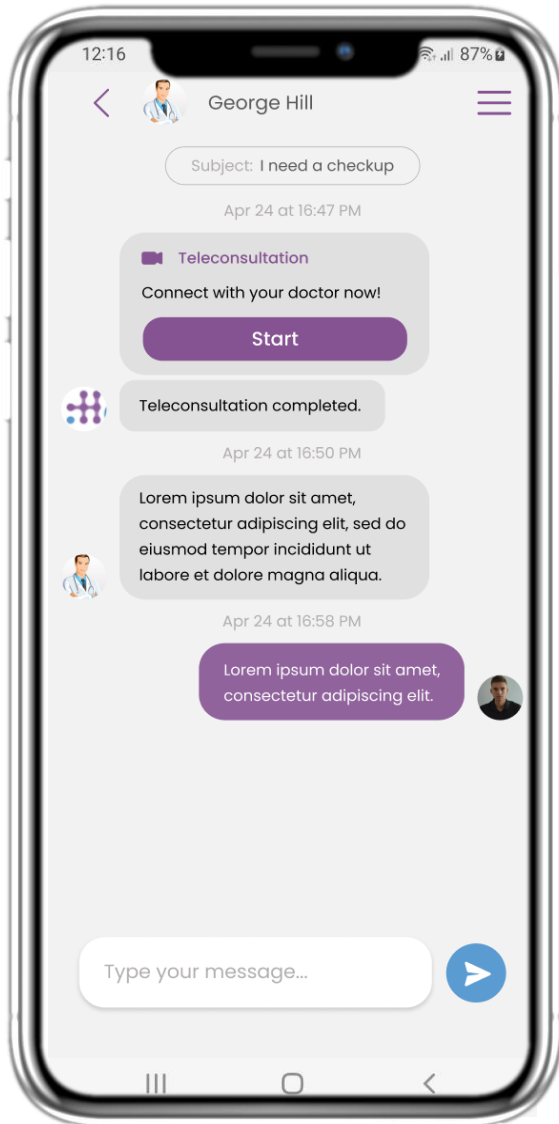 12:16
87%
George Hill
Subject: I need a checkup
Apr 24 at 16:47 PM
Teleconsultation
Connect with your doctor now!
Start
Teleconsultation completed.
Apr 24 at 16:50 PM
Lorem ipsum dolor sit amet,
consectetur adipiscing elit, sed do
eiusmod tempor incididunt ut
labore et dolore magna aliqua.
Apr 24 at 16:58 PM
Lorem ipsum dolor sit amet,
consectetur adipiscing elit.
Type your message...